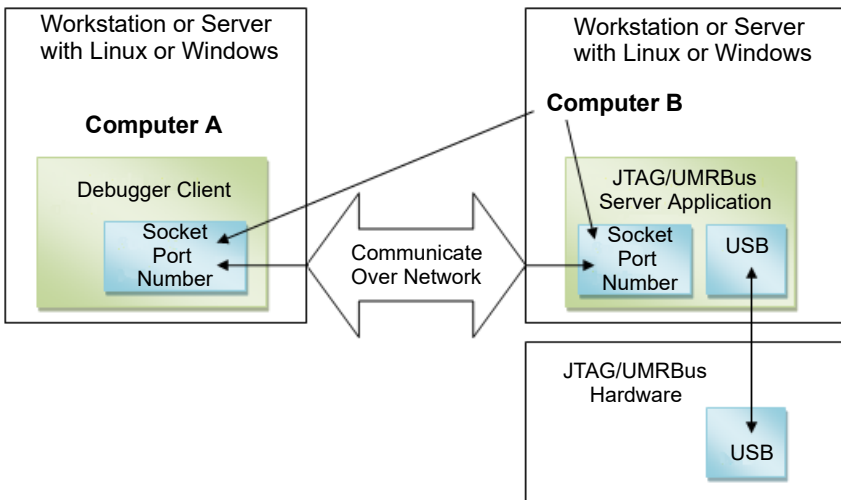 Workstation or Server
with Linux or Windows
Computer A
Debugger Client
Socket
Port
Number
Communicate
Over Network
Workstation or Server
with Linux or Windows
Computer B
JTAG/UMRBus
Server Application
Socket
Port
Number
USB
JTAG/UMRBus
Hardware
USB